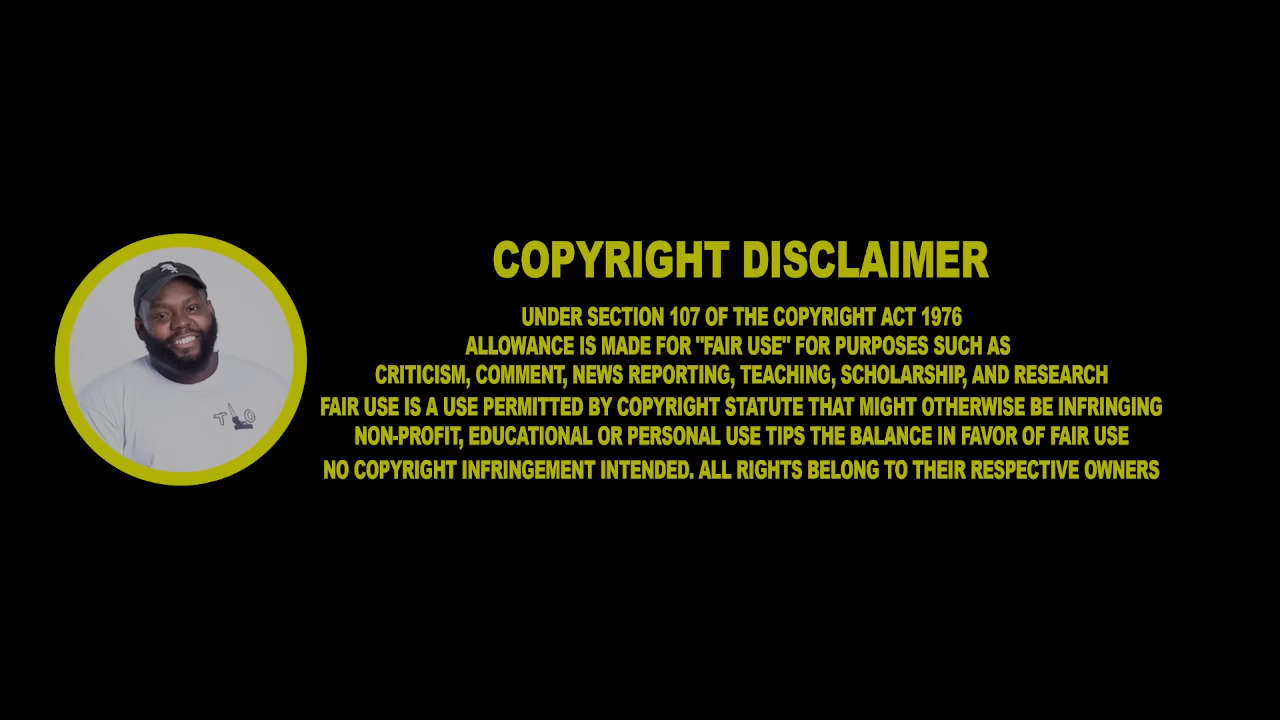 COPYRIGHT DISCLAIMER
UNDER SECTION 107 OF THE COPYRIGHT ACT 1976
ALLOWANCE IS MADE FOR "FAIR USE" FOR PURPOSES SUCH AS
CRITICISM, COMMENT, NEWS REPORTING, TEACHING, SCHOLARSHIP, AND RESEARCH
FAIR USE IS A USE PERMITTED BY COPYRIGHT STATUTE THAT MIGHT OTHERWISE BE INFRINGING
NON-PROFIT, EDUCATIONAL OR PERSONAL USE TIPS THE BALANCE IN FAVOR OF FAIR USE
NO COPYRIGHT INFRINGEMENT INTENDED. ALL RIGHTS BELONG TO THEIR RESPECTIVE OWNERS